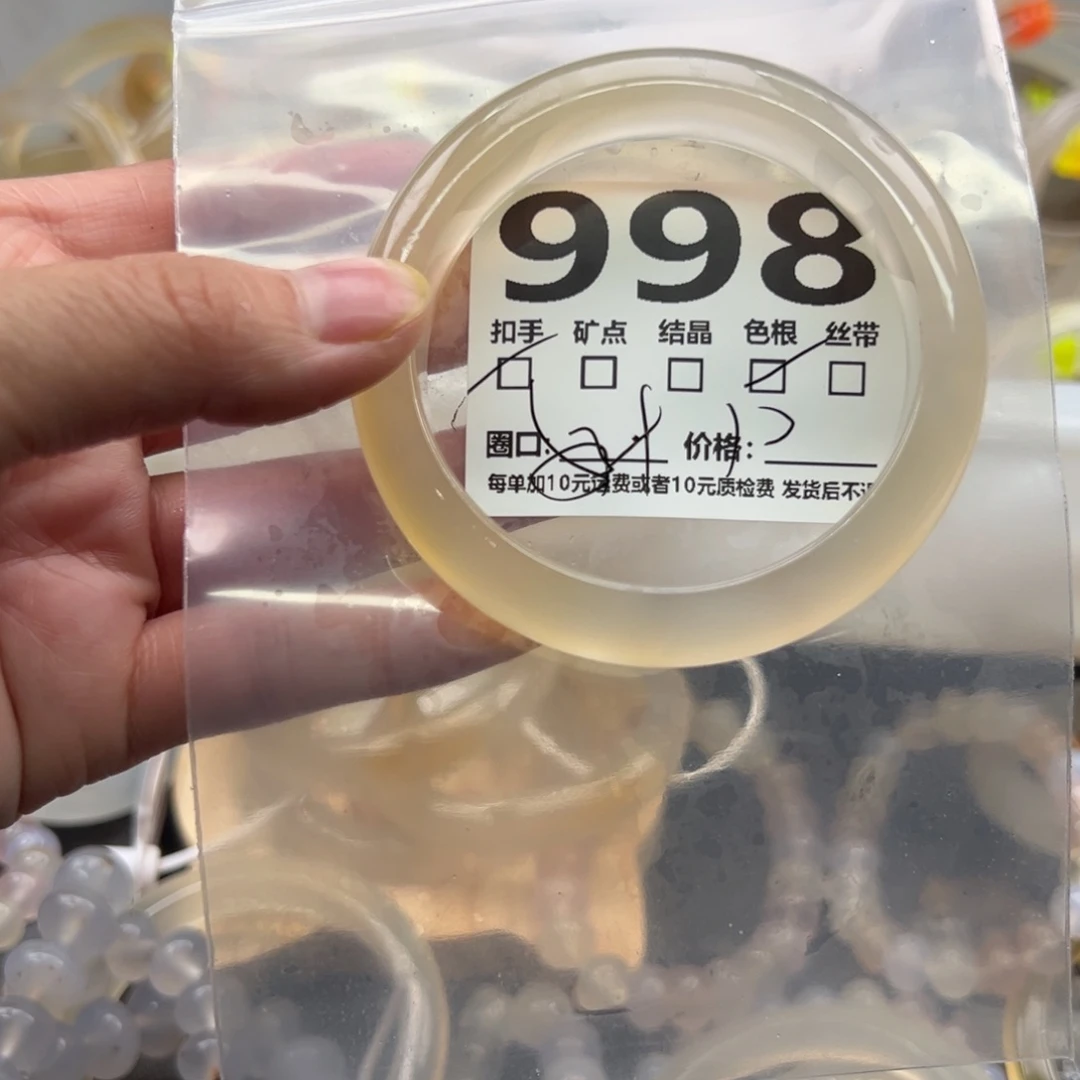 998
扣手 矿点 结晶 色根 丝带
圈口: 价格:
每单加10元运费或者10元质检费 发货后不